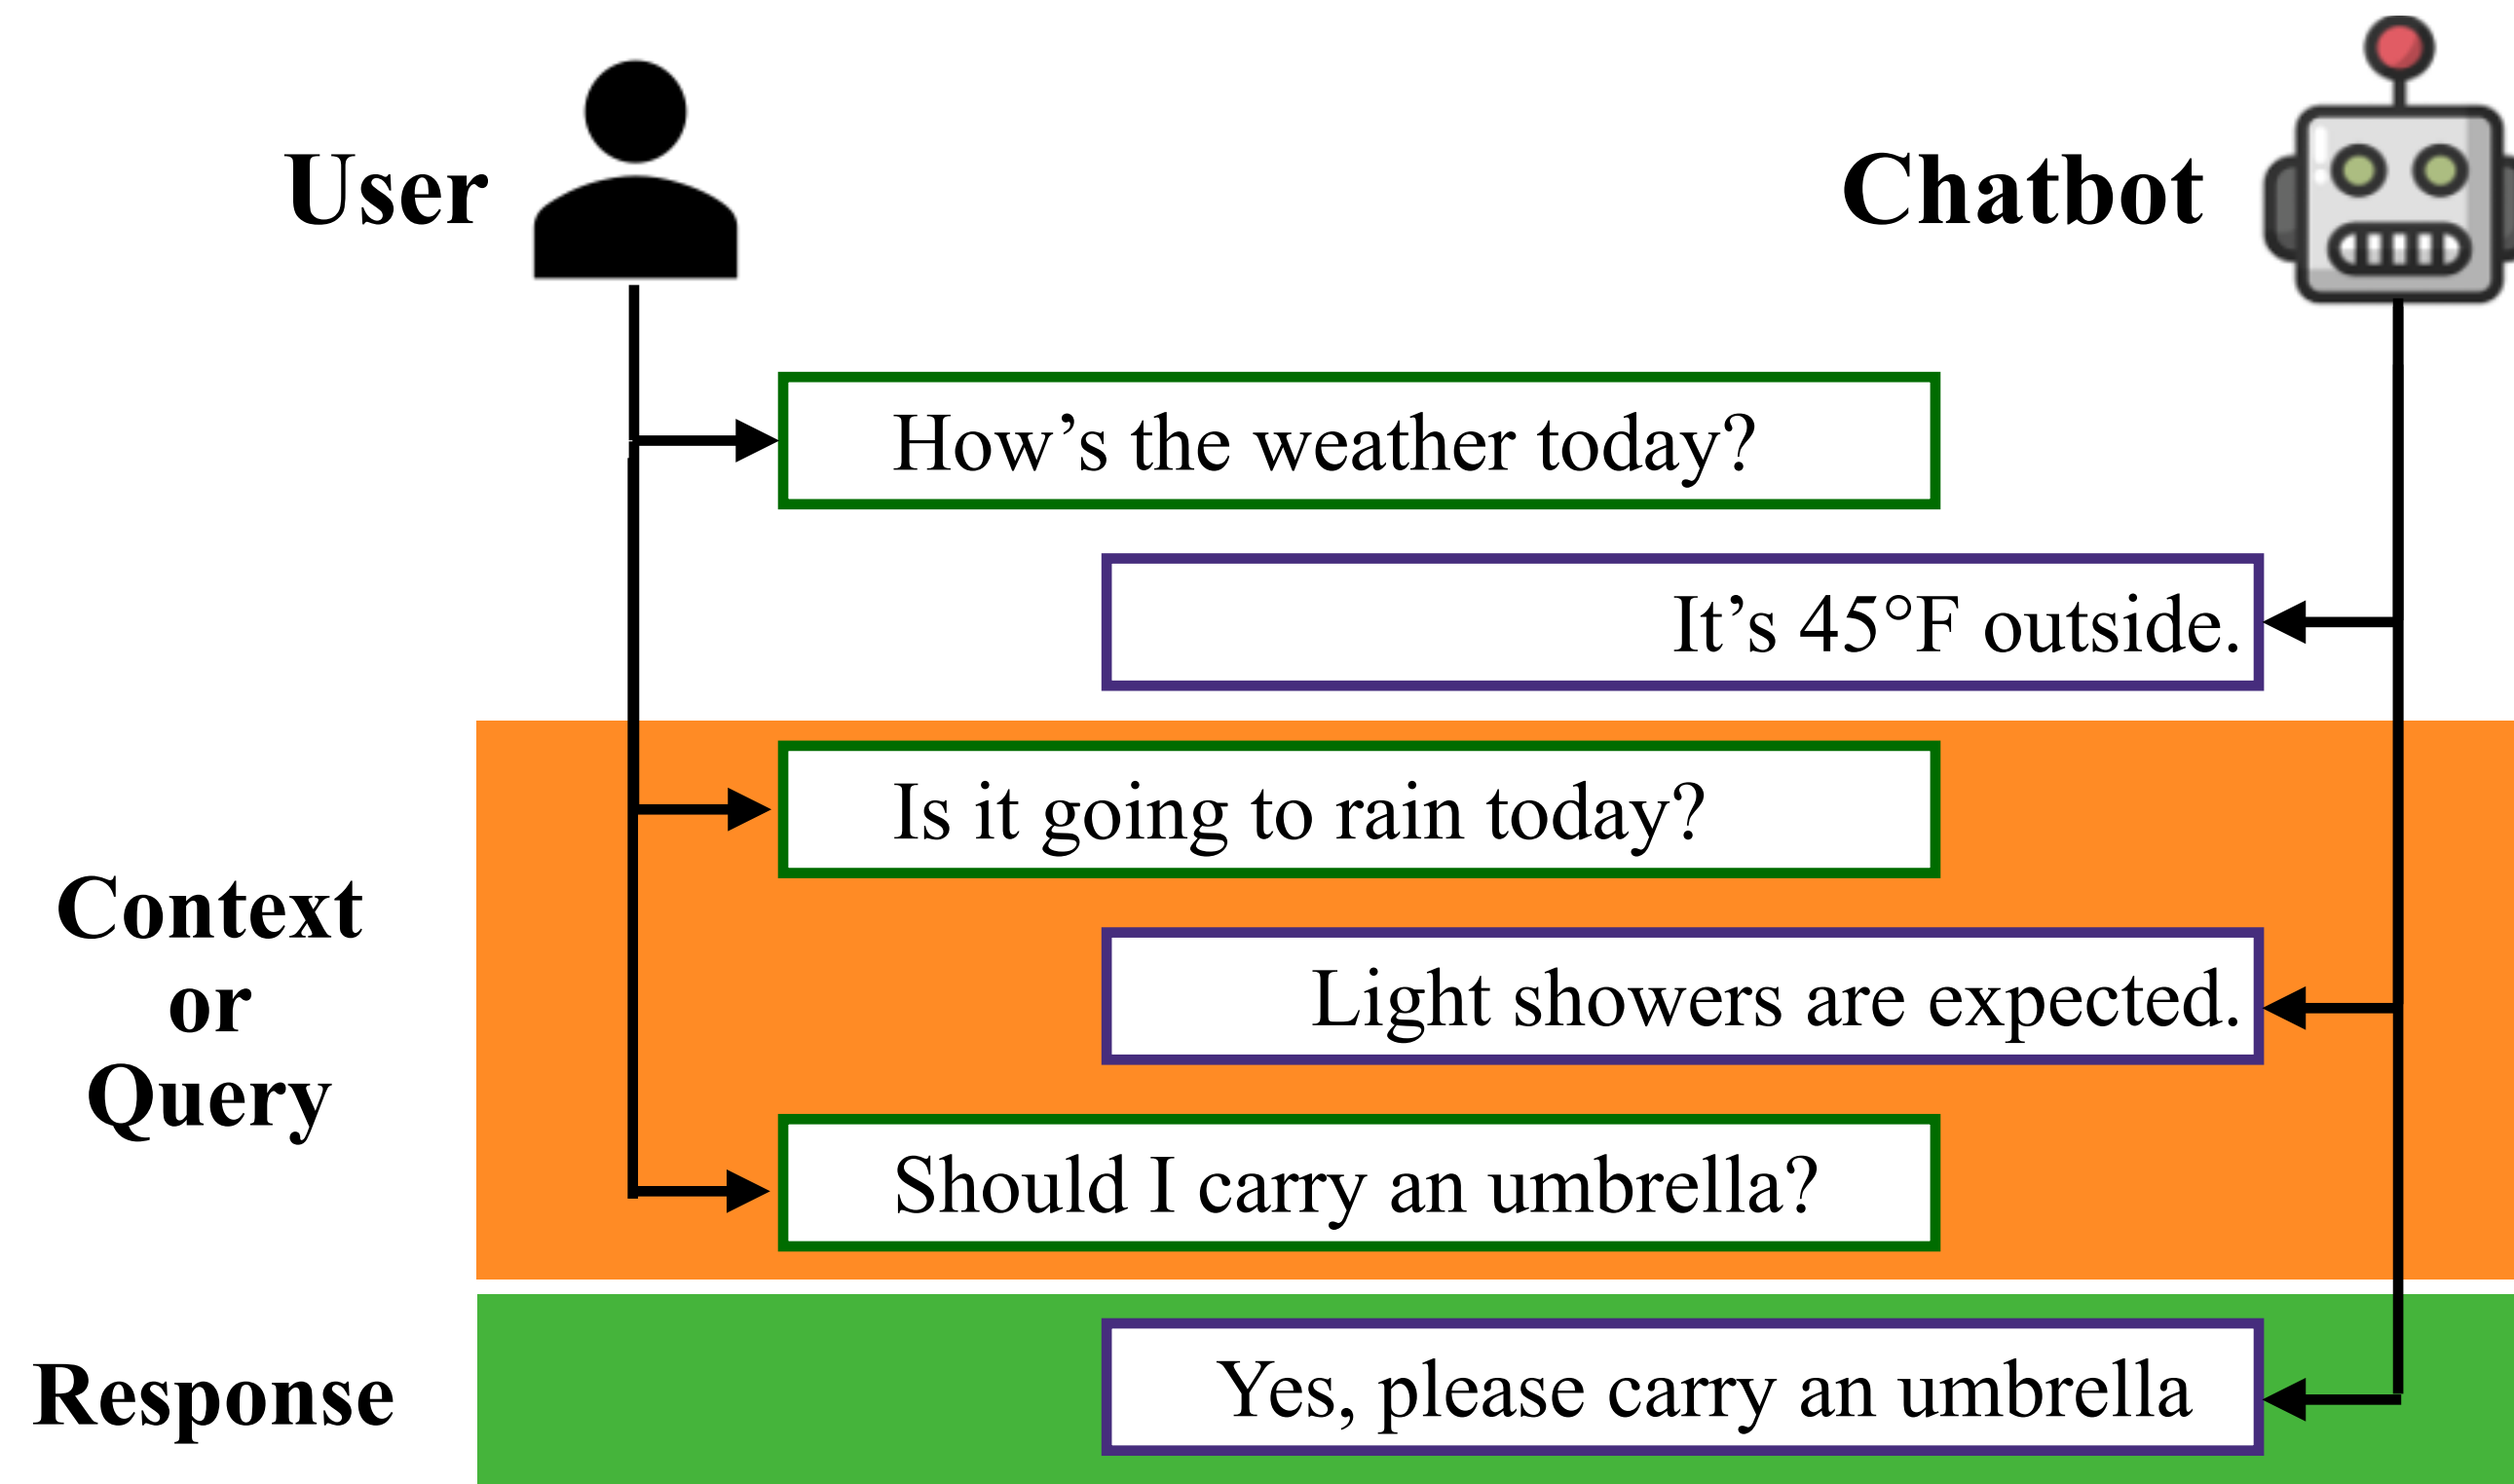 User
Chatbot
How’s the weather today?
It’s 45°F outside.
Is it going to rain today?
Context
or
Query
Light showers are expected.
Should I carry an umbrella?
Response
Yes, please carry an umbrella